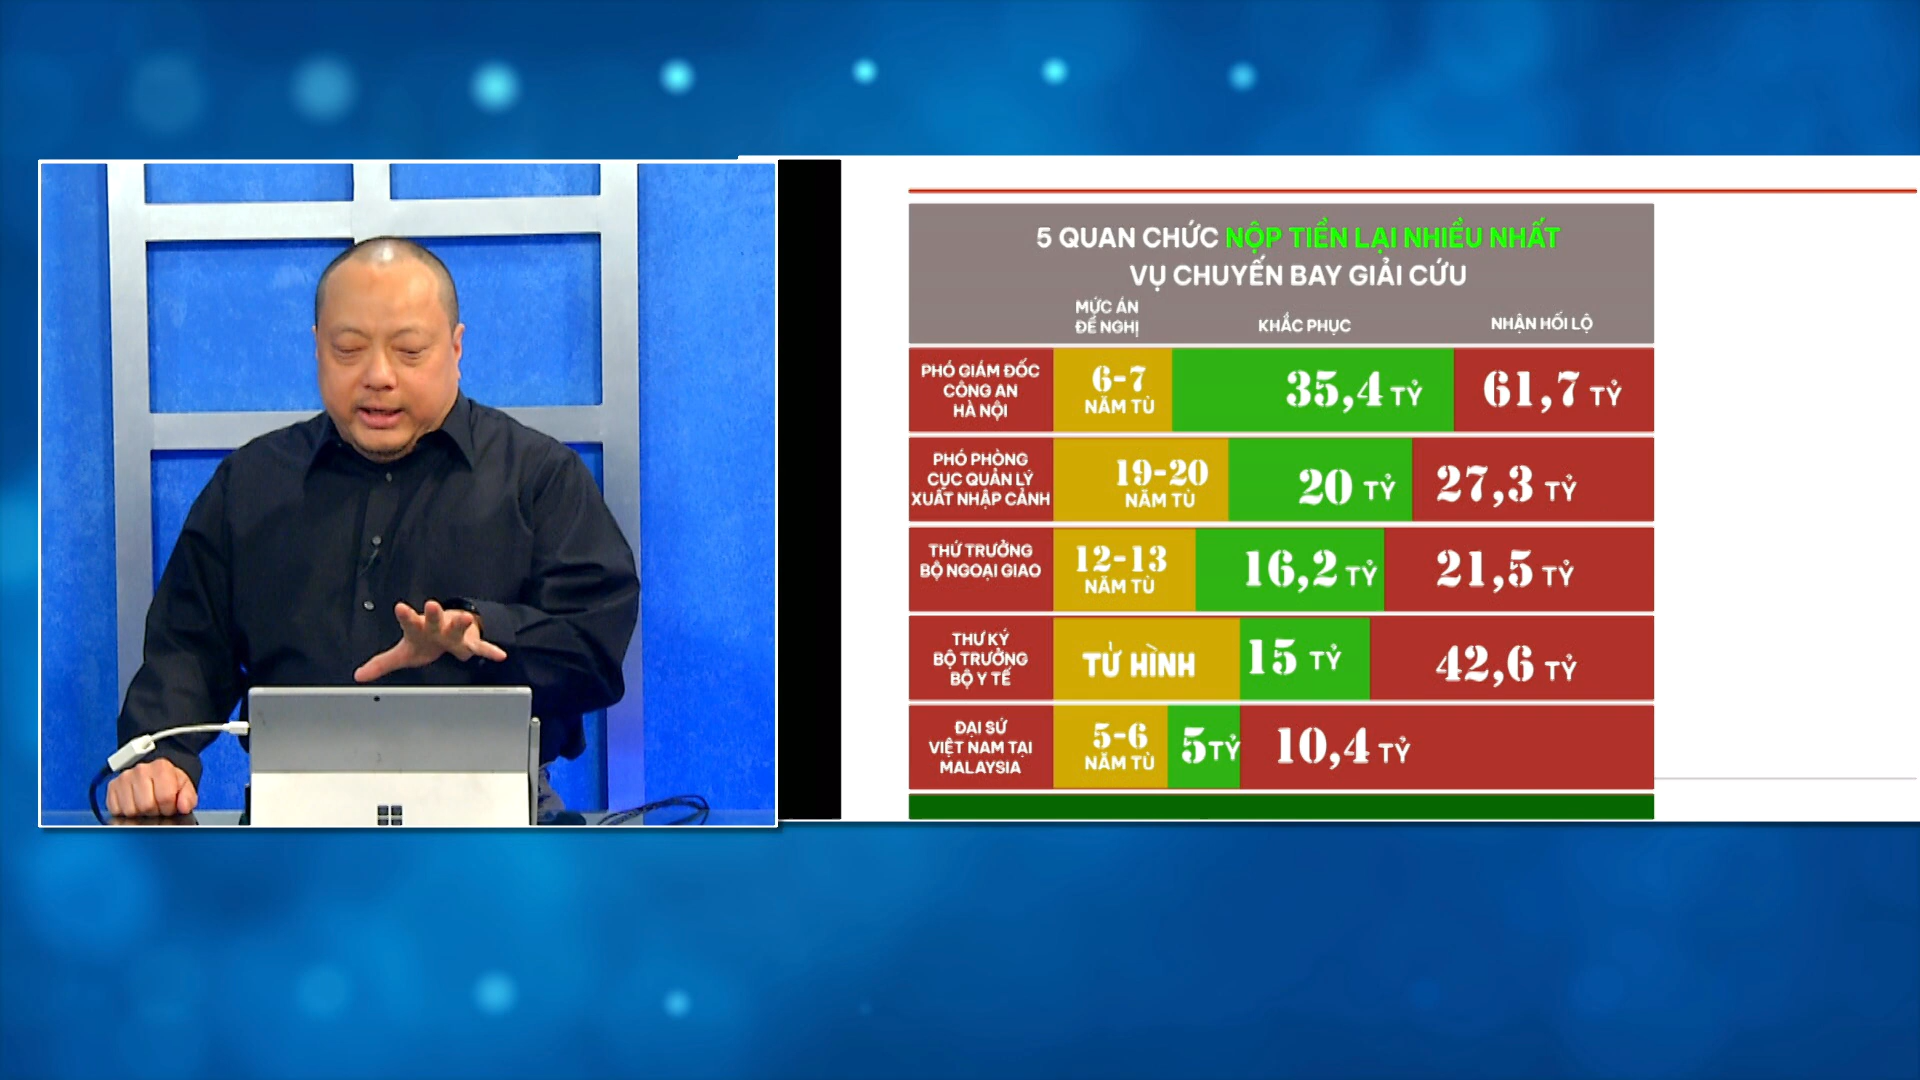 5 QUAN CHỨC NỘP TIỀN LẠI NHIỀU NHẤT
VỤ CHUYẾN BAY GIẢI CỨU
MỨC ÁN
ĐỀ NGHỊ
KHẮC PHỤC
NHẬN HỐI LỘ
PHÓ GIÁM ĐỐC
CÔNG AN
HÀ NỘI
6-7
NĂM TÙ
35,4 TỶ
61,7 TỶ
PHÓ PHÒNG
CỤC QUẢN LÝ
XUẤT NHẬP CẢNH
19-20
NĂM TÙ
20 TỶ
27,3 TỶ
THỨ TRƯỞNG
BỘ NGOẠI GIAO
12-13
NĂM TÙ
16,2 TỶ
21,5 TỶ
THƯ KÝ
BỘ TRƯỞNG
BỘ Y TẾ
TỬ HÌNH
15 TỶ
42,6 TỶ
ĐẠI SỨ
VIỆT NAM TẠI
MALAYSIA
5-6
NĂM TÙ
5 TỶ
10,4 TỶ